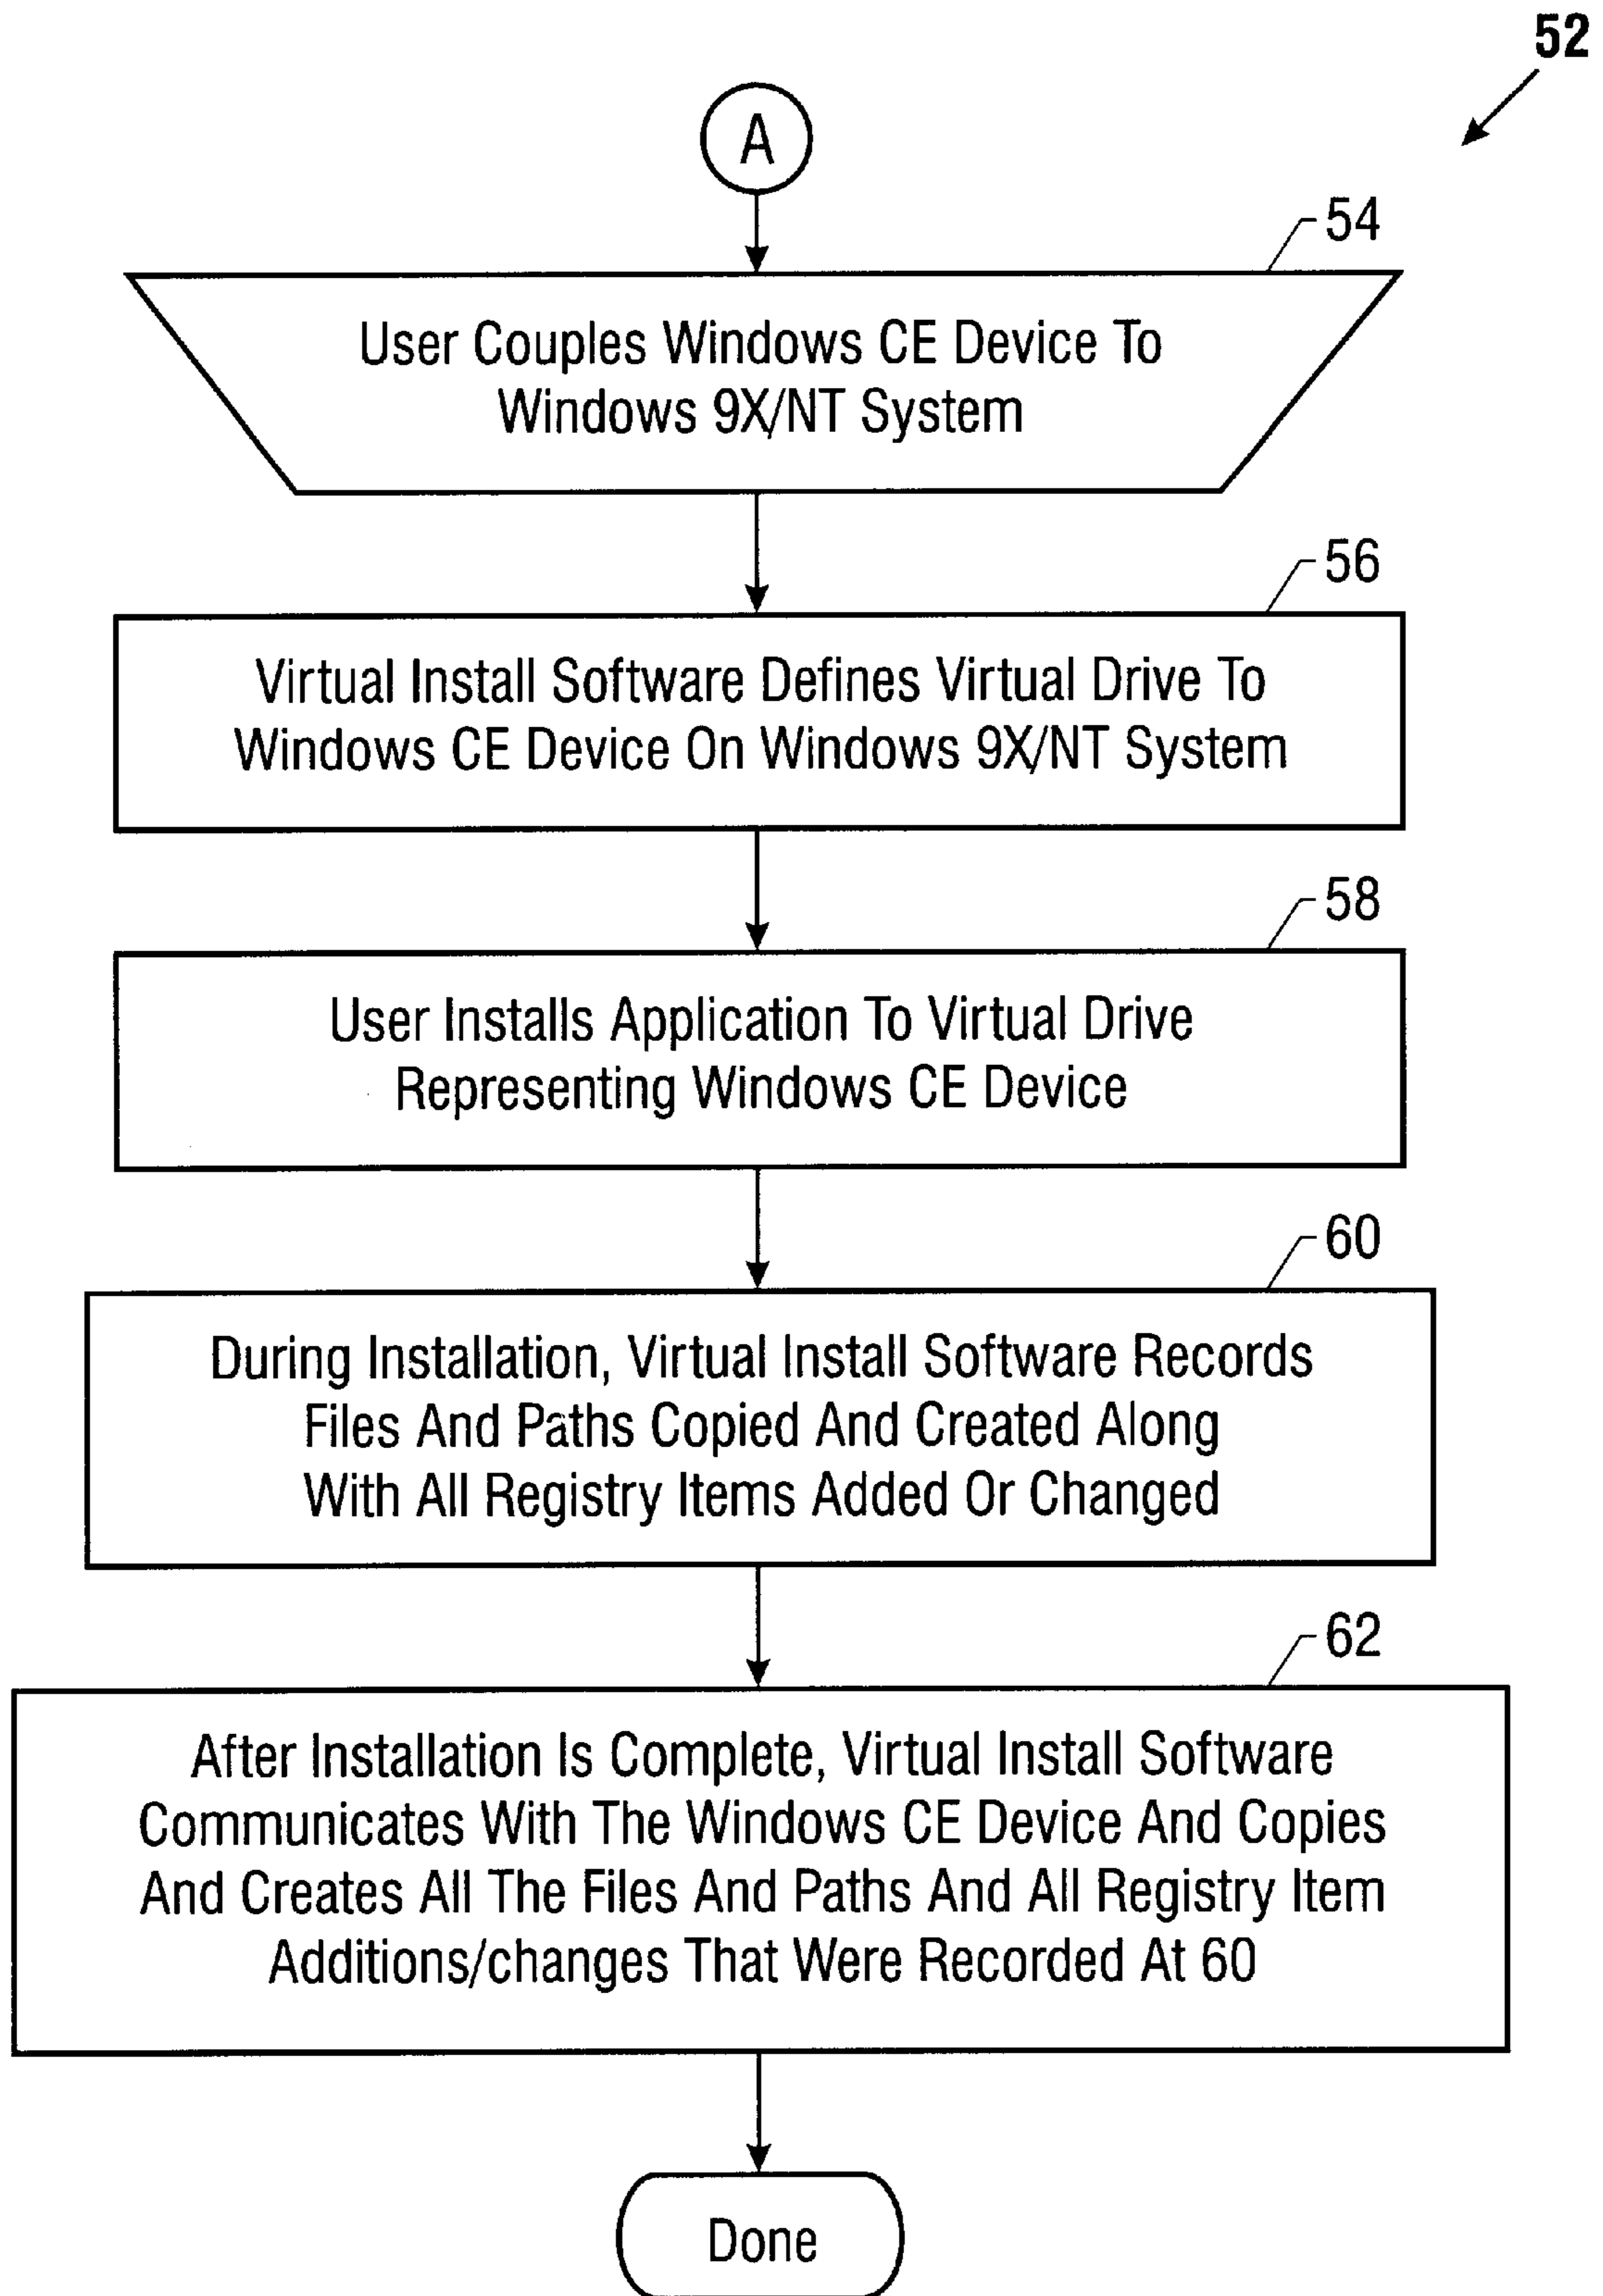 52
A
54
User Couples Windows CE Device To
Windows 9X/NT System
56
Virtual Install Software Defines Virtual Drive To
Windows CE Device On Windows 9X/NT System
58
User Installs Application To Virtual Drive
Representing Windows CE Device
60
During Installation, Virtual Install Software Records
Files And Paths Copied And Created Along
With All Registry Items Added Or Changed
62
After Installation Is Complete, Virtual Install Software
Communicates With The Windows CE Device And Copies
And Creates All The Files And Paths And All Registry Item
Additions/changes That Were Recorded At 60
Done